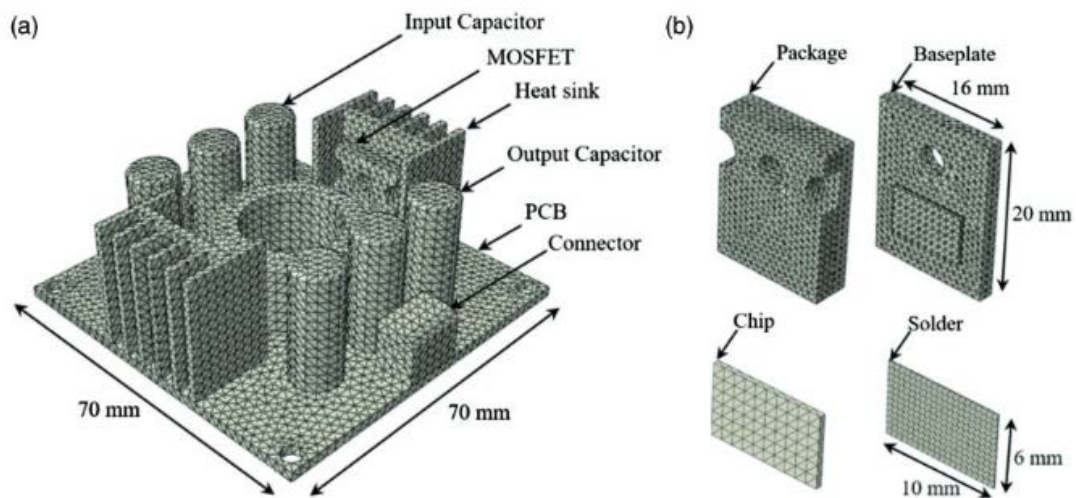 (a)
Input Capacitor
MOSFET
Heat sink
Output Capacitor
PCB
Connector
70 mm
70 mm
(b)
Package
Baseplate
16 mm
20 mm
Chip
Solder
6 mm
10 mm